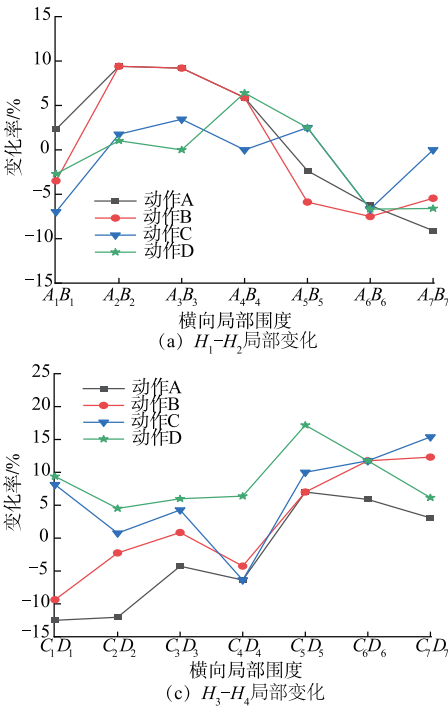 15
10
5
0
−5
−10
−15
变化率/%
动作A
动作B
动作C
动作D
A₁B₁ A₂B₂ A₃B₃ A₄B₄ A₅B₅ A₆B₆ A₇B₇
横向局部围度
(a) H₁−H₂局部变化
25
20
15
10
5
0
−5
−10
−15
变化率/%
动作A
动作B
动作C
动作D
C₁D₁ C₂D₂ C₃D₃ C₄D₄ C₅D₅ C₆D₆ C₇D₇
横向局部围度
(c) H₃−H₄局部变化